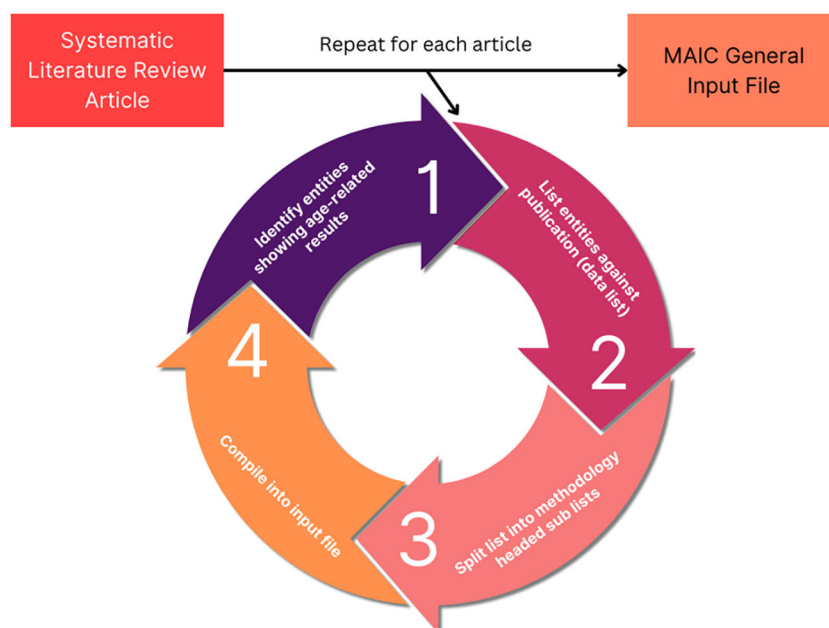 Systematic
Literature Review
Article
Repeat for each article
MAIC General
Input File
1
Identify entities
showing age-related
results
2
List entities against
publication (data list)
3
Split list into methodology
headed sub lists
4
Compile into input file